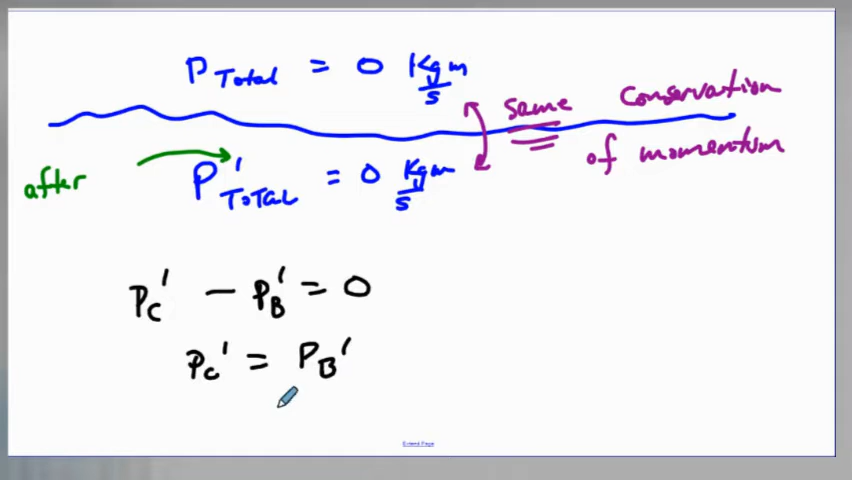 P Total = 0 Kgm/s
same conservation
of momentum
after P' Total = 0 Kgm/s
Pc' - PB' = 0
Pc' = PB'
Extend Page